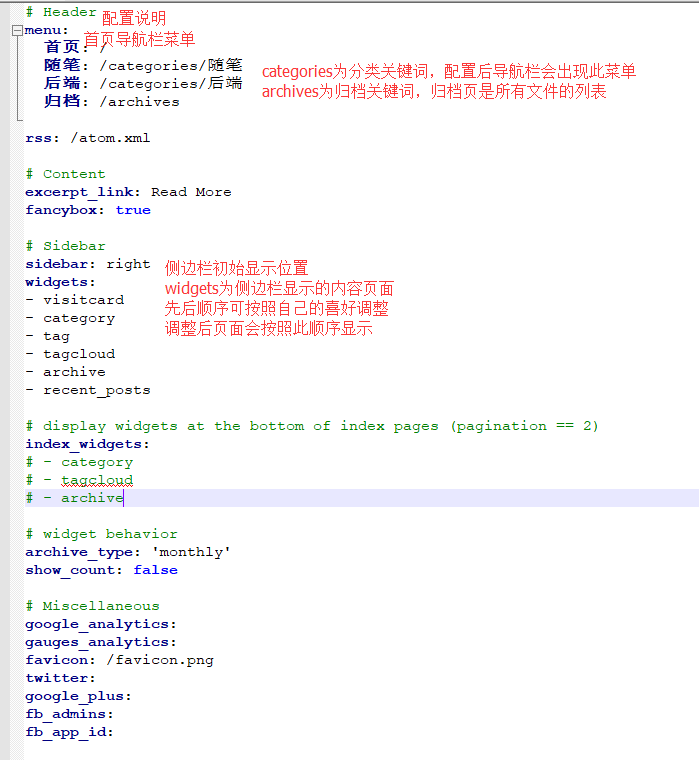 # Header 配置说明
menu: 首页导航栏菜单
首页: /
随笔: /categories/随笔
后端: /categories/后端 categories为分类关键词，配置后导航栏会出现此菜单
归档: /archives archives为归档关键词，归档页是所有文件的列表
rss: /atom.xml
# Content
excerpt_link: Read More
fancybox: true
# Sidebar
sidebar: right 侧边栏初始显示位置
widgets: widgets为侧边栏显示的内容页面
- visitcard 先后顺序可按照自己的喜好调整
- category 调整后页面会按照此顺序显示
- tag
- tagcloud
- archive
- recent_posts
# display widgets at the bottom of index pages (pagination == 2)
index_widgets:
# - category
# - tagcloud
# - archive
# widget behavior
archive_type: 'monthly'
show_count: false
# Miscellaneous
google_analytics:
gauges_analytics:
favicon: /favicon.png
twitter:
google_plus:
fb_admins:
fb_app_id: